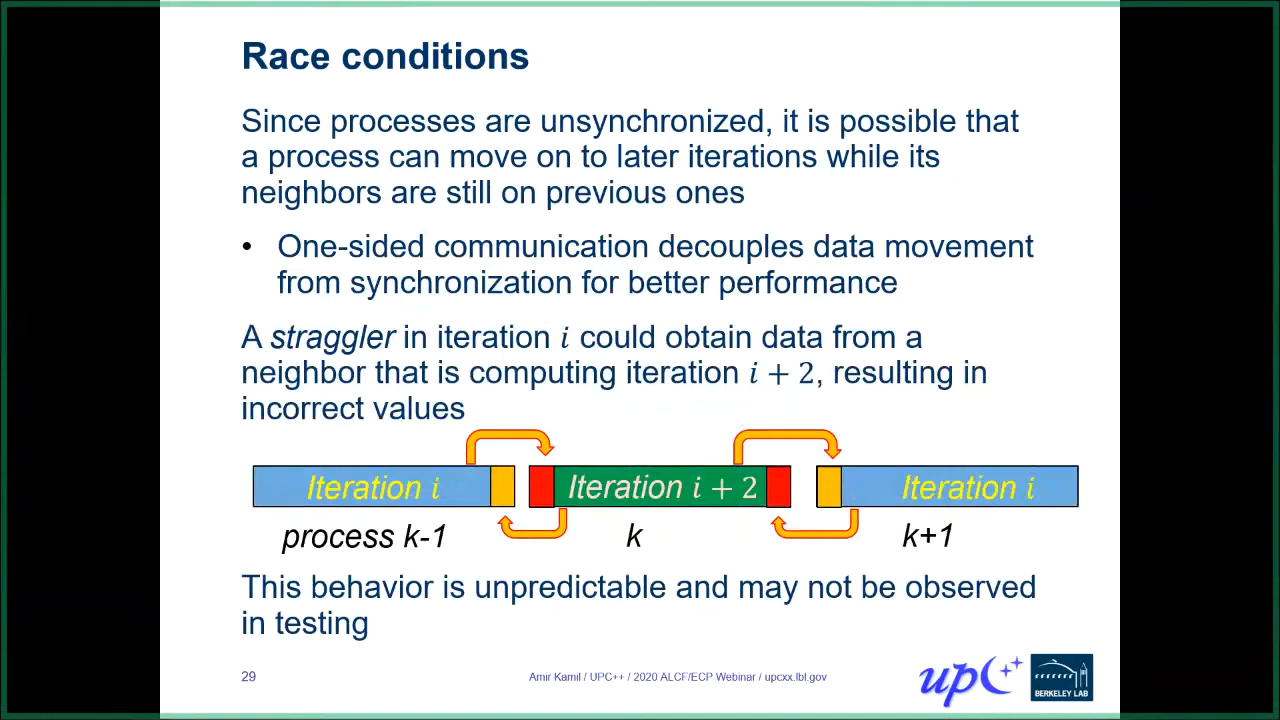 Race conditions
Since processes are unsynchronized, it is possible that
a process can move on to later iterations while its
neighbors are still on previous ones
• One-sided communication decouples data movement
from synchronization for better performance
A straggler in iteration i could obtain data from a
neighbor that is computing iteration i + 2, resulting in
incorrect values
Iteration i
Iteration i + 2
Iteration i
process k-1
k
k+1
This behavior is unpredictable and may not be observed
in testing
29
Amir Kamil / UPC++ / 2020 ALCF/ECP Webinar / upcxx.lbl.gov
upc++
BERKELEY LAB